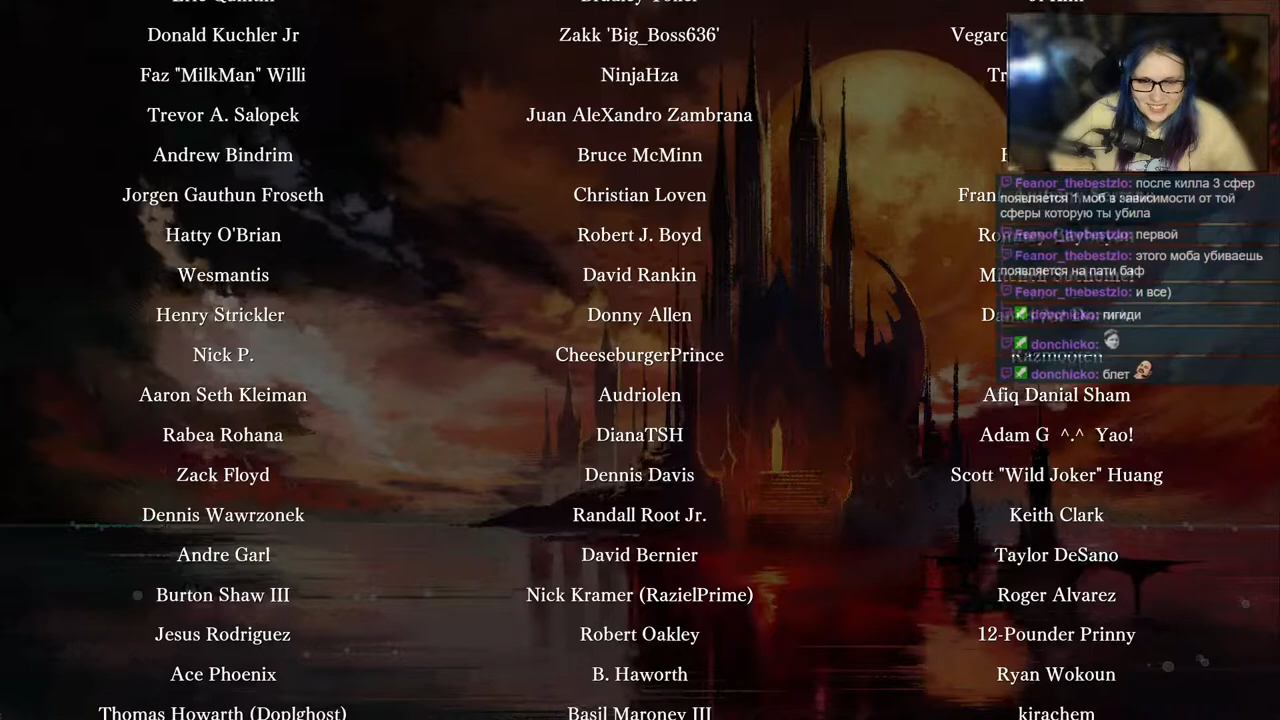 Donald Kuchler Jr
Zakk 'Big_Boss636'
Faz "MilkMan" Willi
NinjaHza
Trevor A. Salopek
Juan AleXandro Zambrana
Andrew Bindrim
Bruce McMinn
Jorgen Gauthun Froseth
Christian Loven
Hatty O'Brian
Robert J. Boyd
Wesmantis
David Rankin
Henry Strickler
Donny Allen
Nick P.
CheeseburgerPrince
Aaron Seth Kleiman
Audriolen
Afiq Danial Sham
Rabea Rohana
DianaTSH
Adam G ^.^ Yao!
Zack Floyd
Dennis Davis
Scott "Wild Joker" Huang
Dennis Wawrzonek
Randall Root Jr.
Keith Clark
Andre Garl
David Bernier
Taylor DeSano
Burton Shaw III
Nick Kramer (RazielPrime)
Roger Alvarez
Jesus Rodriguez
Robert Oakley
12-Pounder Prinny
Ace Phoenix
B. Haworth
Ryan Wokoun
Thomas Howarth (Doplghost)
Basil Maroney III
kirachem
Feanor_thebestzlo: после килла 3 сфер
появляется 1 моб в зависимости от той
сферы которую ты убила
Feanor_thebestzlo: первой
Feanor_thebestzlo: этого моба убиваешь
появляется на пати баф
Feanor_thebestzlo: и все)
donchicko: гигиди
donchicko:
donchicko: блет